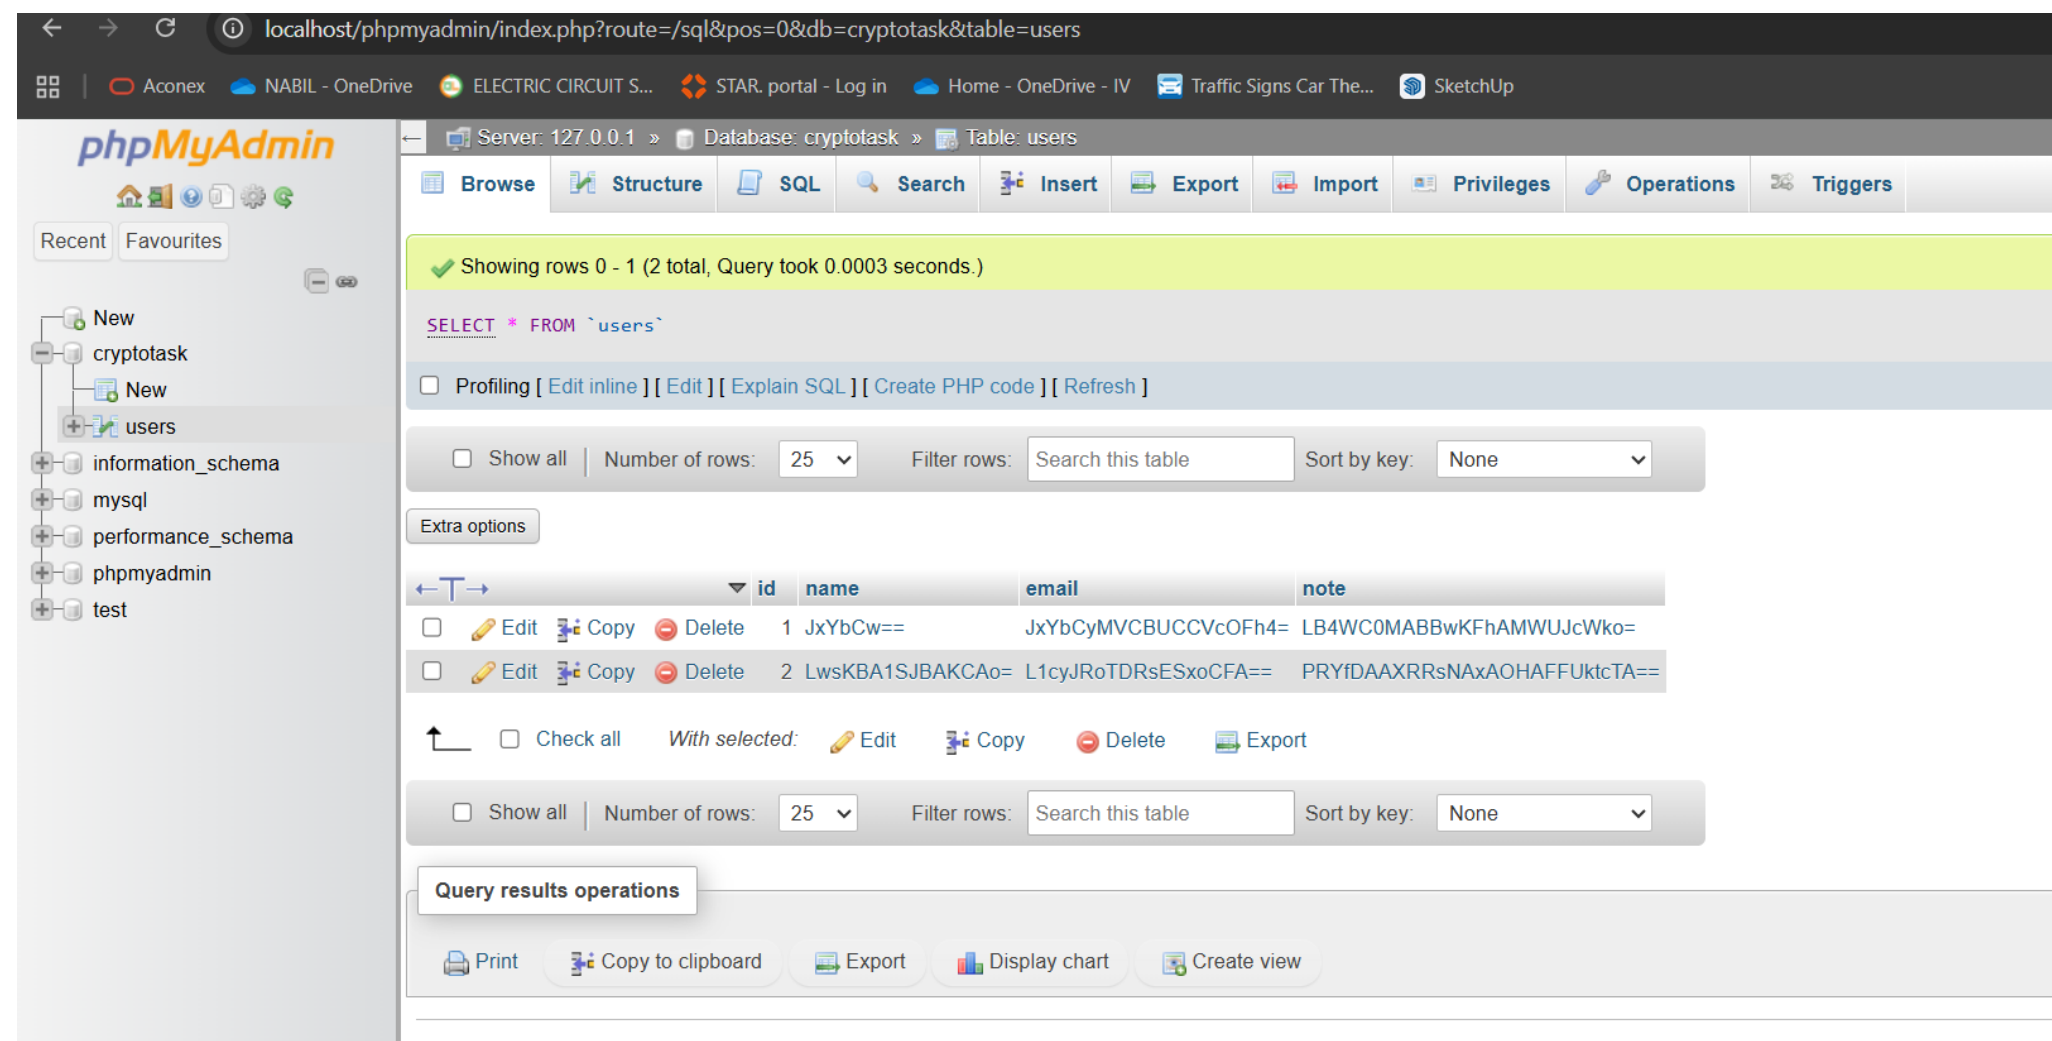 localhost/phpmyadmin/index.php?route=/sql&pos=0&db=cryptotask&table=users
Aconex NABIL - OneDrive ELECTRIC CIRCUIT S... STAR. portal - Log in Home - OneDrive - IV Traffic Signs Car The... SketchUp
phpMyAdmin
Recent Favourites
New
cryptotask
New
users
information_schema
mysql
performance_schema
phpmyadmin
test
Server: 127.0.0.1 » Database: cryptotask » Table: users
Browse Structure SQL Search Insert Export Import Privileges Operations Triggers
Showing rows 0 - 1 (2 total, Query took 0.0003 seconds.)
SELECT * FROM `users`
Profiling [ Edit inline ] [ Edit ] [ Explain SQL ] [ Create PHP code ] [ Refresh ]
Show all Number of rows: 25 Filter rows: Search this table Sort by key: None
Extra options
id name email note
Edit Copy Delete 1 JxYbCw== JxYbCyMVCBUCCVcOFh4= LB4WC0MABBwKFhAMWUJcWko=
Edit Copy Delete 2 LwsKBA1SJBAKCAo= L1cyJRoTDRsESxoCFA== PRYfDAAXRRsNAxAOHAFFUktcTA==
Check all With selected: Edit Copy Delete Export
Show all Number of rows: 25 Filter rows: Search this table Sort by key: None
Query results operations
Print Copy to clipboard Export Display chart Create view